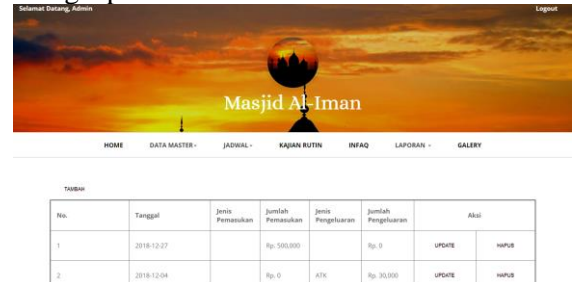 Selamat Datang, Admin Logout
Masjid Al-Iman
HOME DATA MASTER JADWAL KAJIAN RUTIN INFAQ LAPORAN GALERY
TAMBAH
No. Tanggal Jenis Pemasukan Jumlah Pemasukan Jenis Pengeluaran Jumlah Pengeluaran Aksi
1 2018-12-27 Rp. 500,000 Rp. 0 UPDATE HAPUS
2 2018-12-04 Rp. 0 ATK Rp. 30,000 UPDATE HAPUS